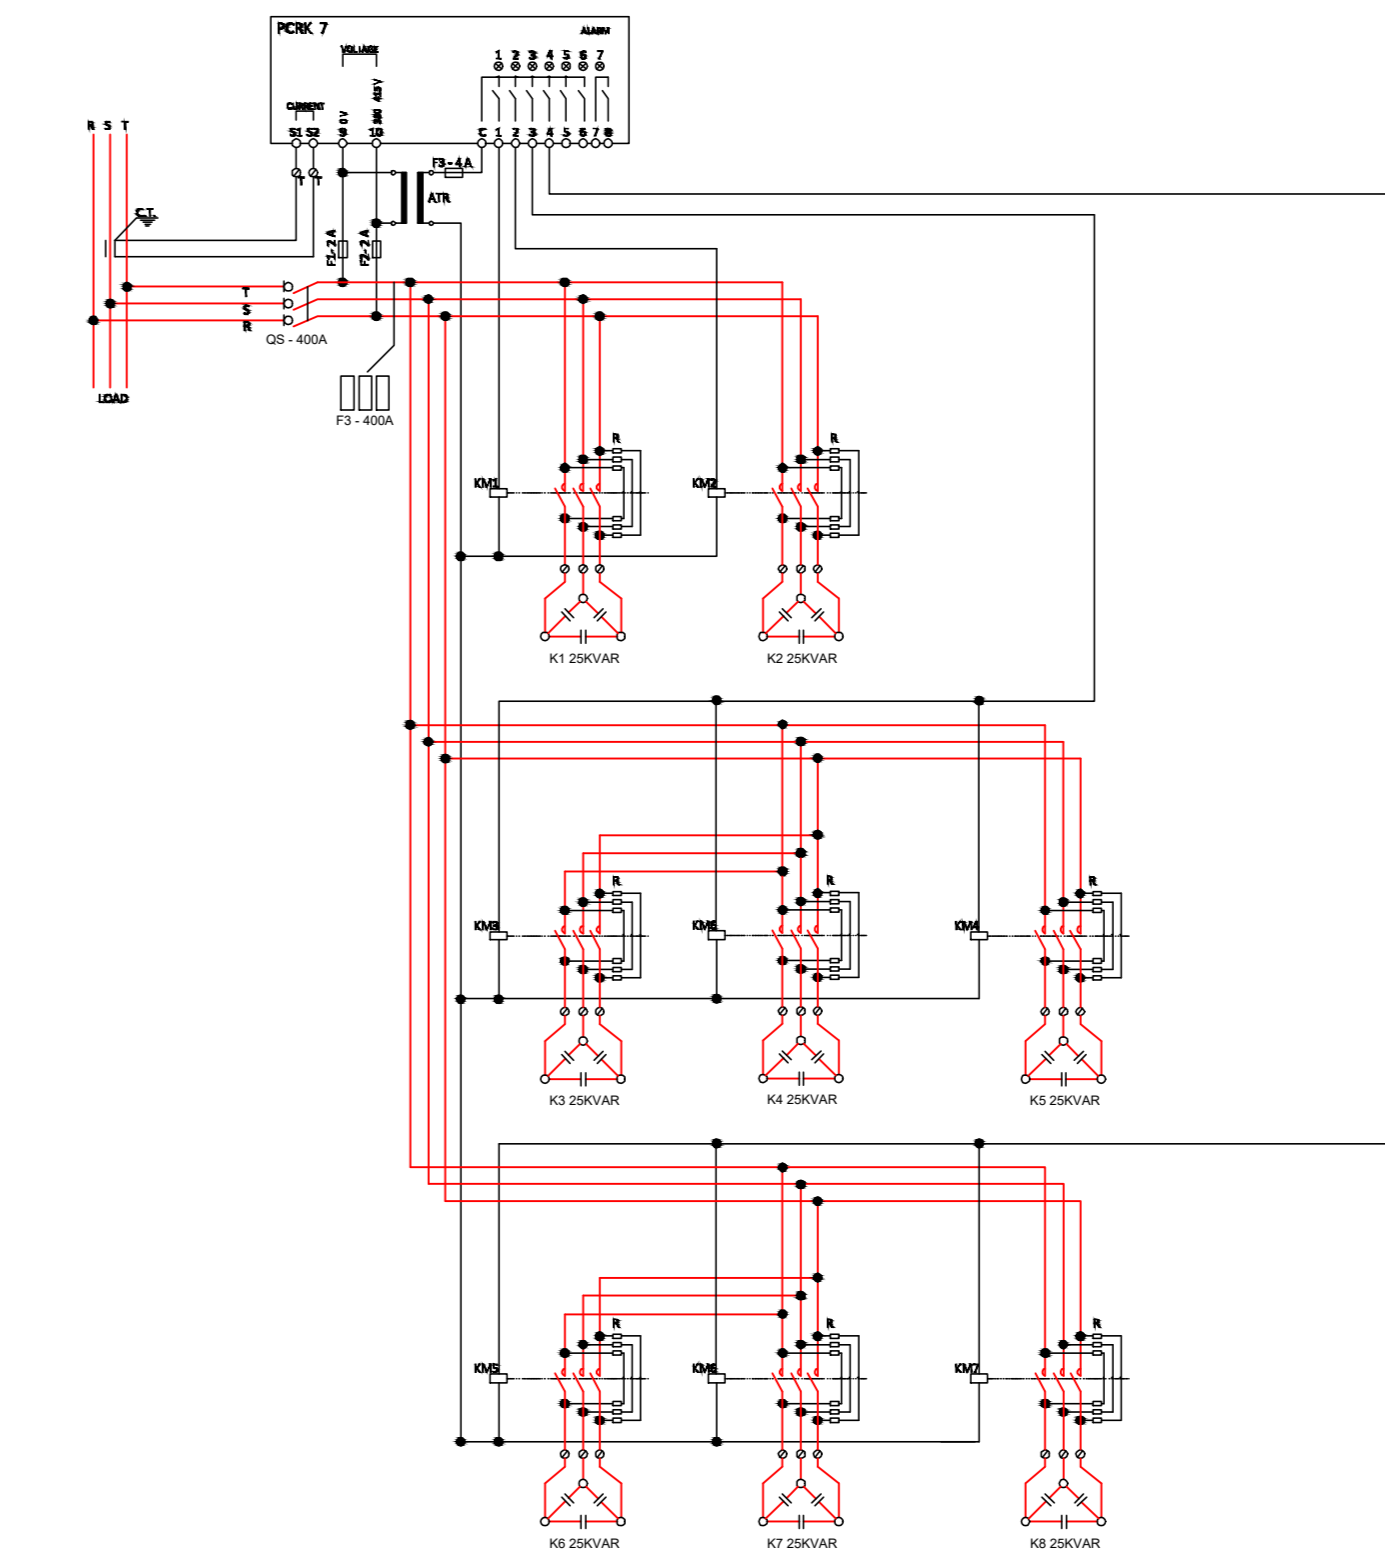 PCRK 7
ALARM
VOLTAGE
1 2 3 4 5 6 7
CURRENT
0 V
380 415 V
R S T
S1 S2 9 10 C 1 2 3 4 5 6 7 8
F3 - 4 A
T T
ATR
C.T.
F1- 2 A
F2- 2 A
T
S
R
QS - 400A
LOAD
F3 - 400A
R R
KM1 KM2
K1 25KVAR K2 25KVAR
R R R
KM3 KM4
K3 25KVAR K4 25KVAR K5 25KVAR
R R R
KM5 KM6 KM7
K6 25KVAR K7 25KVAR K8 25KVAR